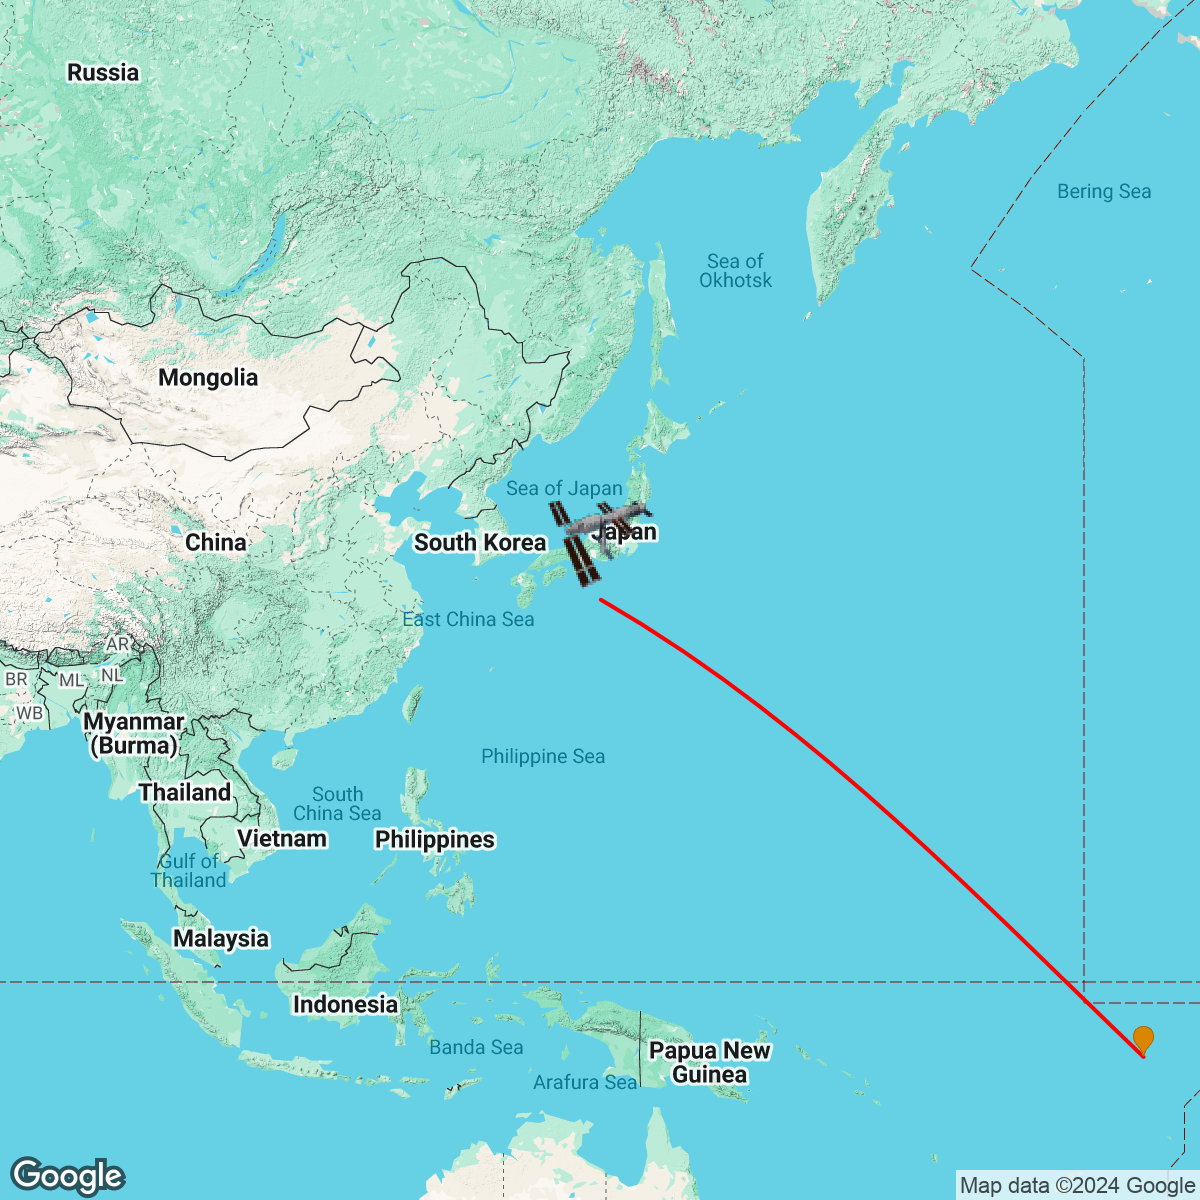 Russia
Bering Sea
Sea of
Okhotsk
Mongolia
Sea of Japan
Japan
South Korea
China
East China Sea
AR
BR
ML
NL
WB
Myanmar
(Burma)
Philippine Sea
Thailand
South
China Sea
Vietnam
Philippines
Gulf of
Thailand
Malaysia
Indonesia
Banda Sea
Papua New
Guinea
Arafura Sea
Google
Map data ©2024 Google